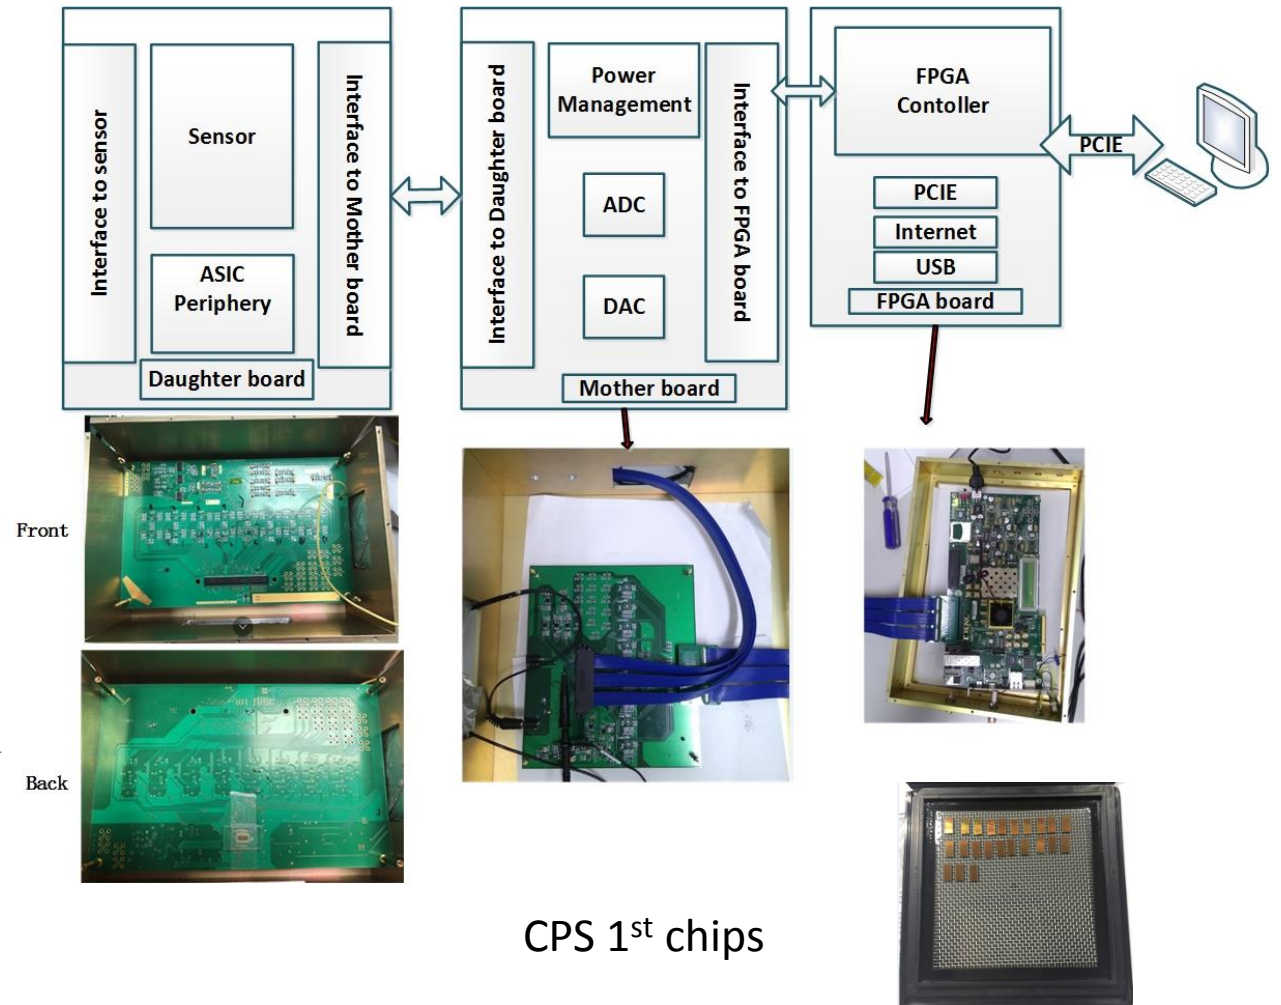 Interface to sensor
Sensor
ASIC
Periphery
Interface to Mother board
Daughter board
Interface to Daughter board
Power
Management
ADC
DAC
Interface to FPGA board
Mother board
FPGA
Contoller
PCIE
Internet
USB
FPGA board
PCIE
Front
Back
CPS 1st chips